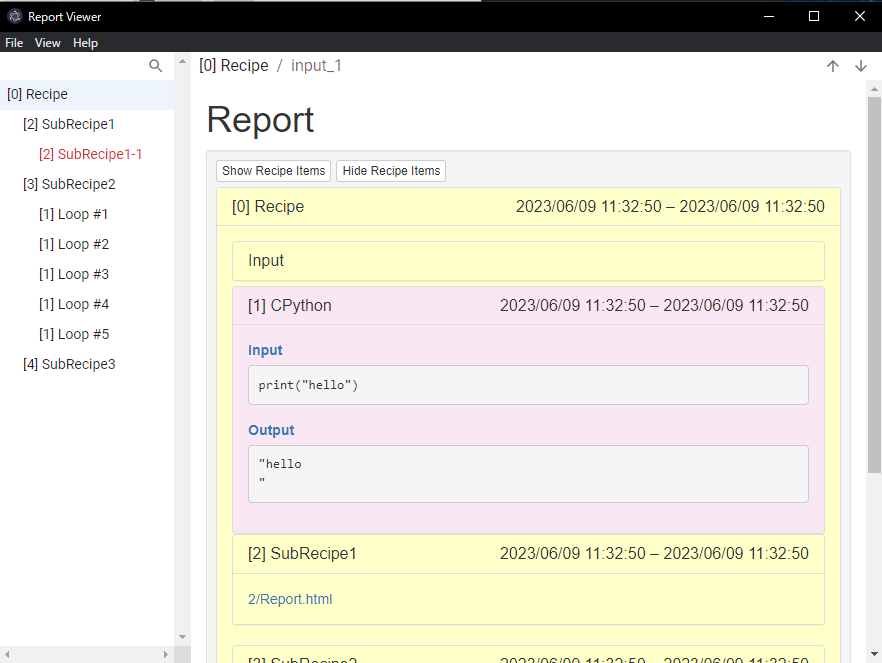 Report Viewer
File View Help
[0] Recipe / input_1
[0] Recipe
[2] SubRecipe1
[2] SubRecipe1-1
[3] SubRecipe2
[1] Loop #1
[1] Loop #2
[1] Loop #3
[1] Loop #4
[1] Loop #5
[4] SubRecipe3
Report
Show Recipe Items Hide Recipe Items
[0] Recipe 2023/06/09 11:32:50 – 2023/06/09 11:32:50
Input
[1] CPython 2023/06/09 11:32:50 – 2023/06/09 11:32:50
Input
print("hello")
Output
"hello
"
[2] SubRecipe1 2023/06/09 11:32:50 – 2023/06/09 11:32:50
2/Report.html
[3] SubRecipe2 2023/06/09 11:32:50 – 2023/06/09 11:32:50